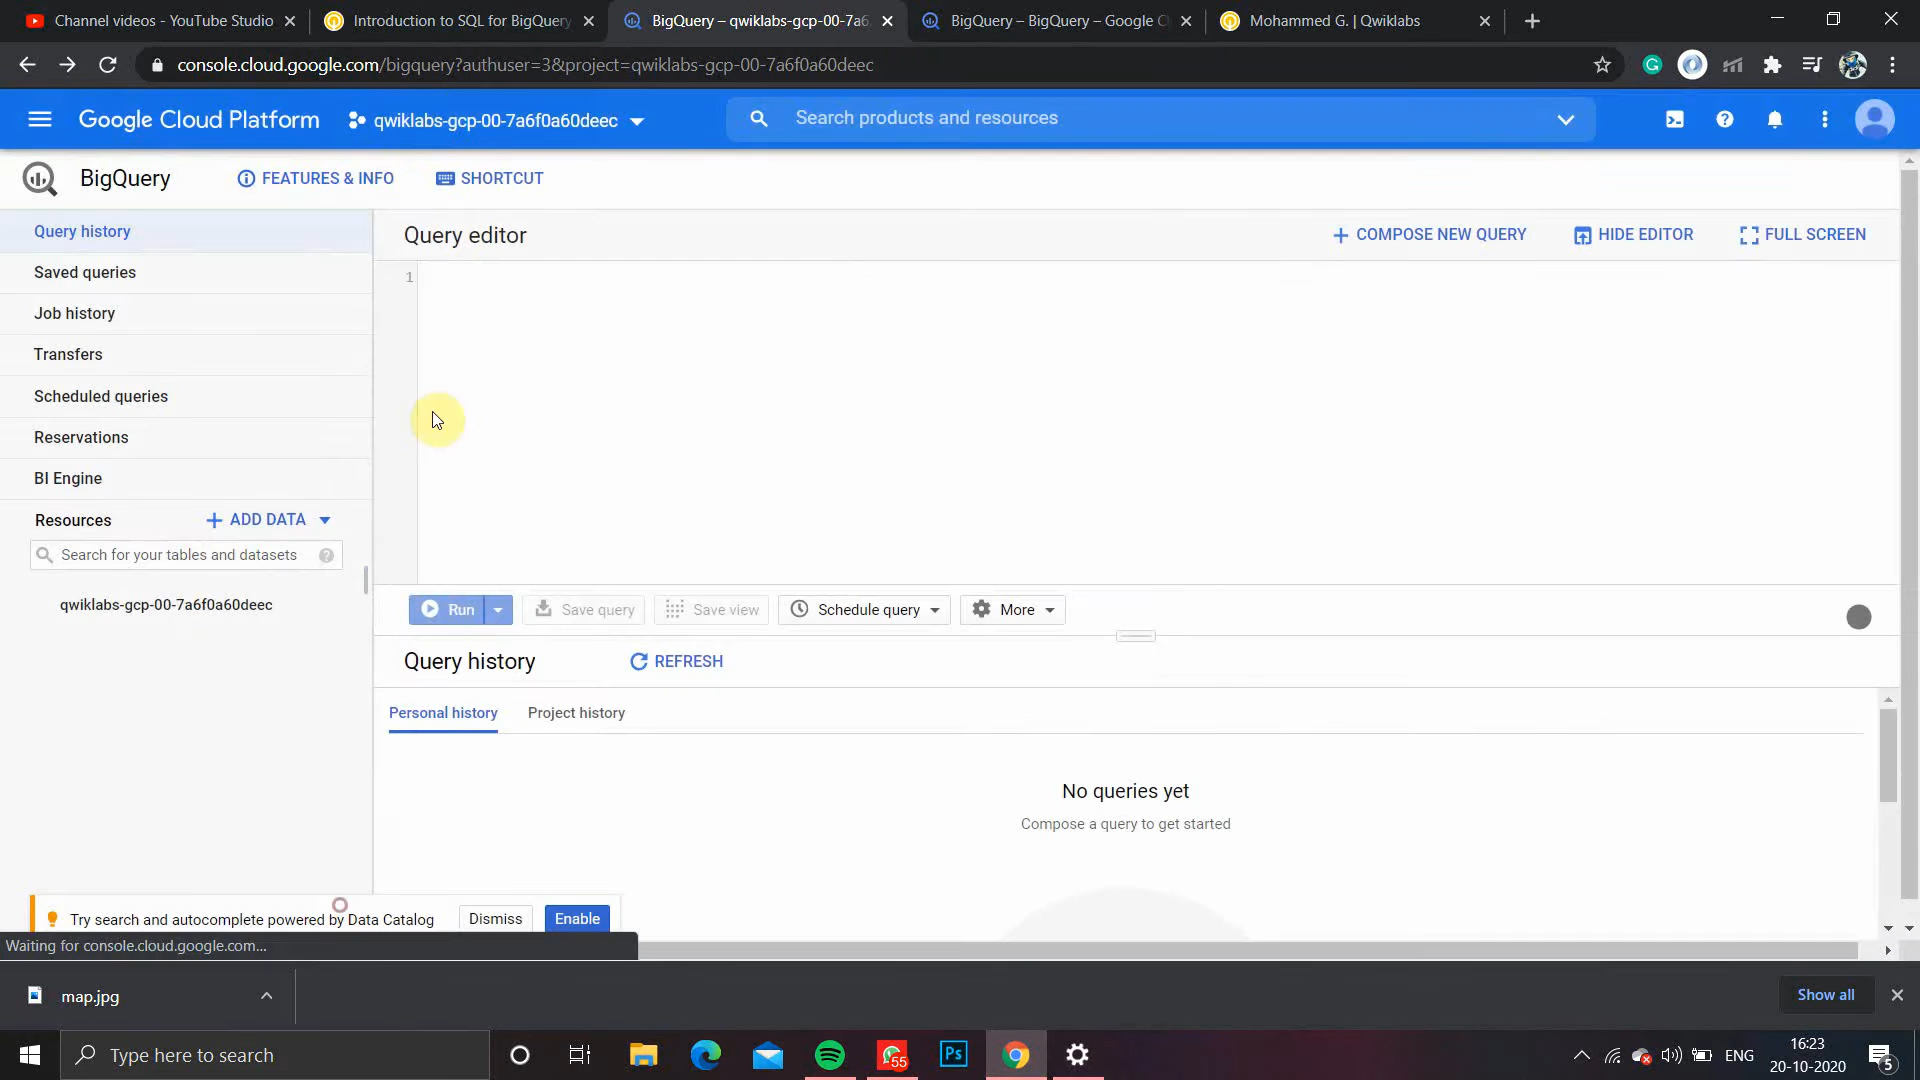 Channel videos - YouTube Studio
Introduction to SQL for BigQuery
BigQuery – qwiklabs-gcp-00-7a6
BigQuery – BigQuery – Google C
Mohammed G. | Qwiklabs
console.cloud.google.com/bigquery?authuser=3&project=qwiklabs-gcp-00-7a6f0a60deec
Google Cloud Platform
qwiklabs-gcp-00-7a6f0a60deec
Search products and resources
BigQuery
FEATURES & INFO
SHORTCUT
Query history
Saved queries
Job history
Transfers
Scheduled queries
Reservations
BI Engine
Resources
ADD DATA
Search for your tables and datasets
qwiklabs-gcp-00-7a6f0a60deec
Query editor
COMPOSE NEW QUERY
HIDE EDITOR
FULL SCREEN
1
Run
Save query
Save view
Schedule query
More
Query history
REFRESH
Personal history
Project history
No queries yet
Compose a query to get started
Try search and autocomplete powered by Data Catalog
Dismiss
Enable
Waiting for console.cloud.google.com...
map.jpg
Show all
Type here to search
Ps
55
ENG
16:23
20-10-2020
5